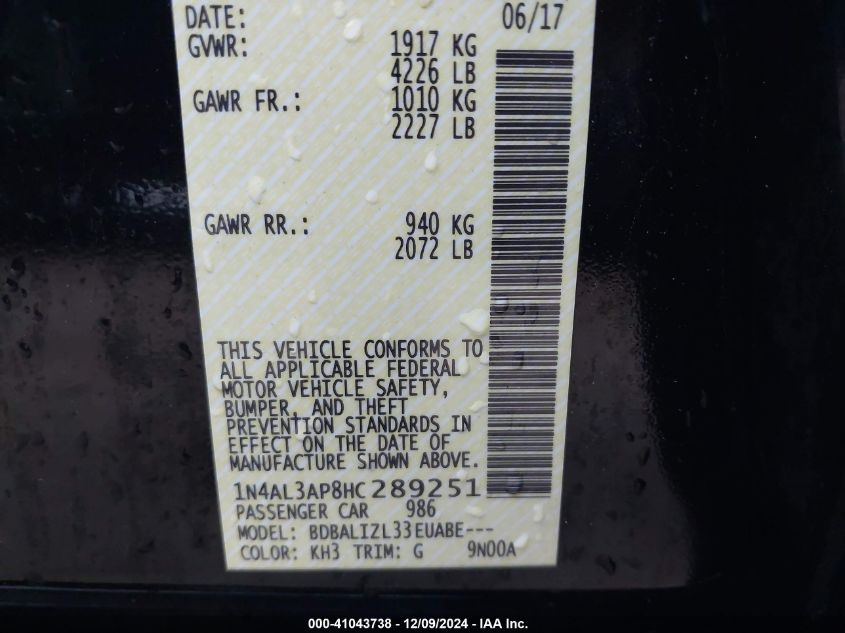 DATE: 06/17
GVWR: 1917 KG
4226 LB
GAWR FR.: 1010 KG
2227 LB
GAWR RR.: 940 KG
2072 LB
THIS VEHICLE CONFORMS TO
ALL APPLICABLE FEDERAL
MOTOR VEHICLE SAFETY,
BUMPER, AND THEFT
PREVENTION STANDARDS IN
EFFECT ON THE DATE OF
MANUFACTURE SHOWN ABOVE.
1N4AL3AP8HC289251
PASSENGER CAR 986
MODEL: BDBALIZL33EUABE---
COLOR: KH3 TRIM: G 9N00A
000-41043738 - 12/09/2024 - IAA Inc.